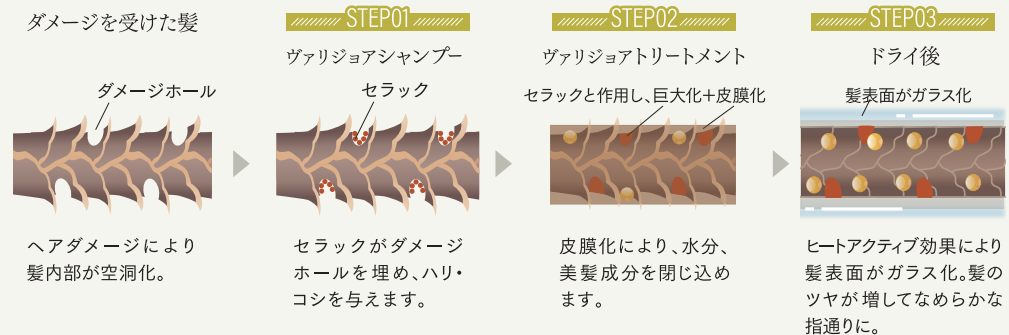 ダメージを受けた髪
ダメージホール
ヘアダメージにより
髪内部が空洞化。
STEP01
ヴァリジョアシャンプー
セラック
セラックがダメージ
ホールを埋め、ハリ・
コシを与えます。
STEP02
ヴァリジョアトリートメント
セラックと作用し、巨大化+皮膜化
皮膜化により、水分、
美髪成分を閉じ込め
ます。
STEP03
ドライ後
髪表面がガラス化
ヒートアクティブ効果により
髪表面がガラス化。髪の
ツヤが増してなめらかな
指通りに。